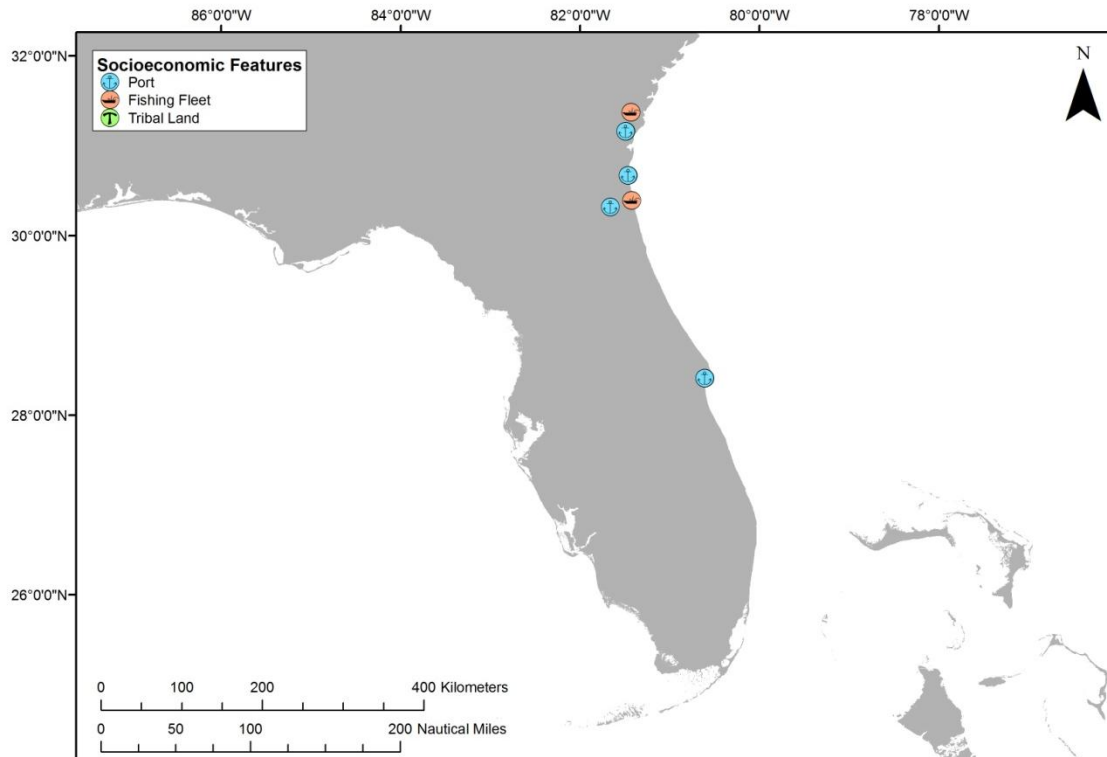 86°0'0"W 84°0'0"W 82°0'0"W 80°0'0"W 78°0'0"W
32°0'0"N
Socioeconomic Features
Port
Fishing Fleet
Tribal Land
N
30°0'0"N
28°0'0"N
26°0'0"N
0 100 200 400 Kilometers
0 50 100 200 Nautical Miles